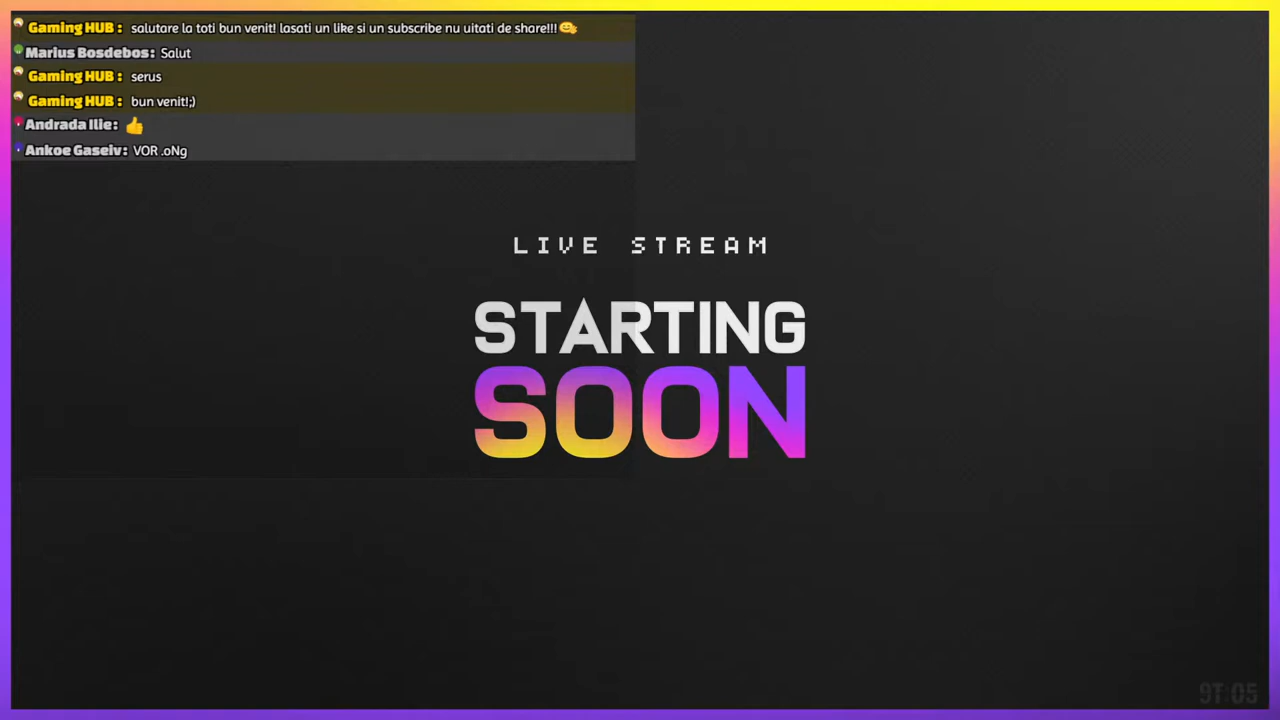 Gaming HUB : salutare la toti bun venit! lasati un like si un subscribe nu uitati de share!!!
Marius Bosdebos: Salut
Gaming HUB : serus
Gaming HUB : bun venit!;)
Andrada Ilie: 👍
Ankoe Gaseiv: VOR .oNg
LIVE STREAM
STARTING
SOON